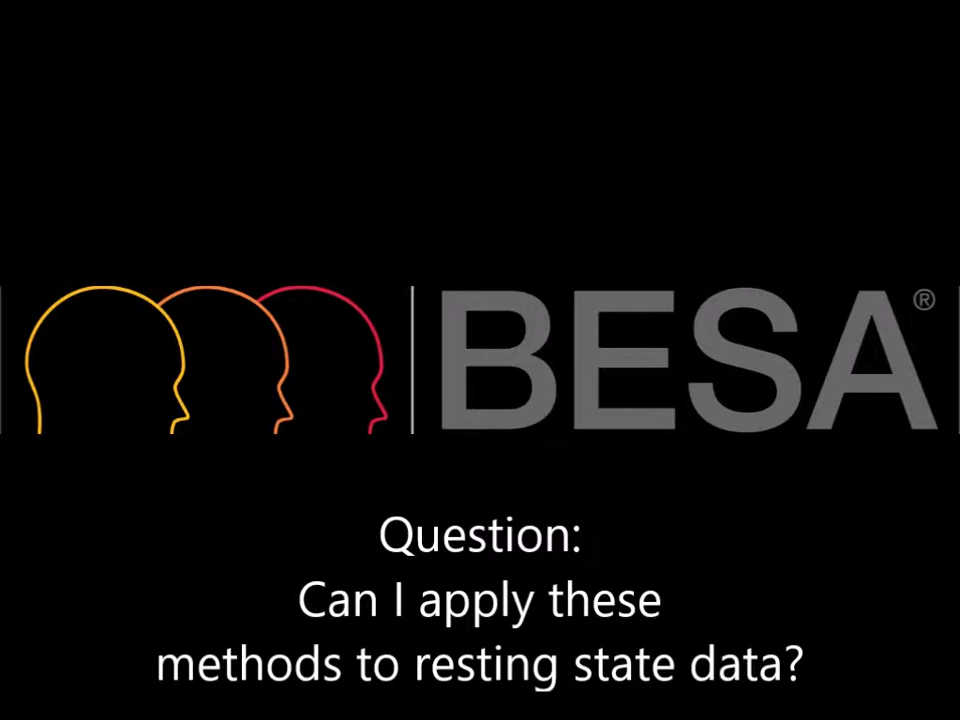 BESA®
Question:
Can I apply these
methods to resting state data?